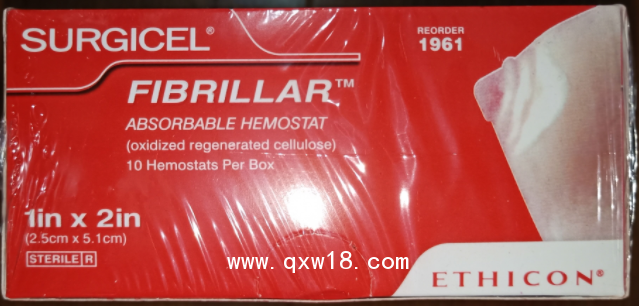 SURGICEL®
REORDER
1961
FIBRILLAR™
ABSORBABLE HEMOSTAT
(oxidized regenerated cellulose)
10 Hemostats Per Box
1in x 2in
(2.5cm x 5.1cm)
STERILE R
www.qxw18.com
ETHICON®